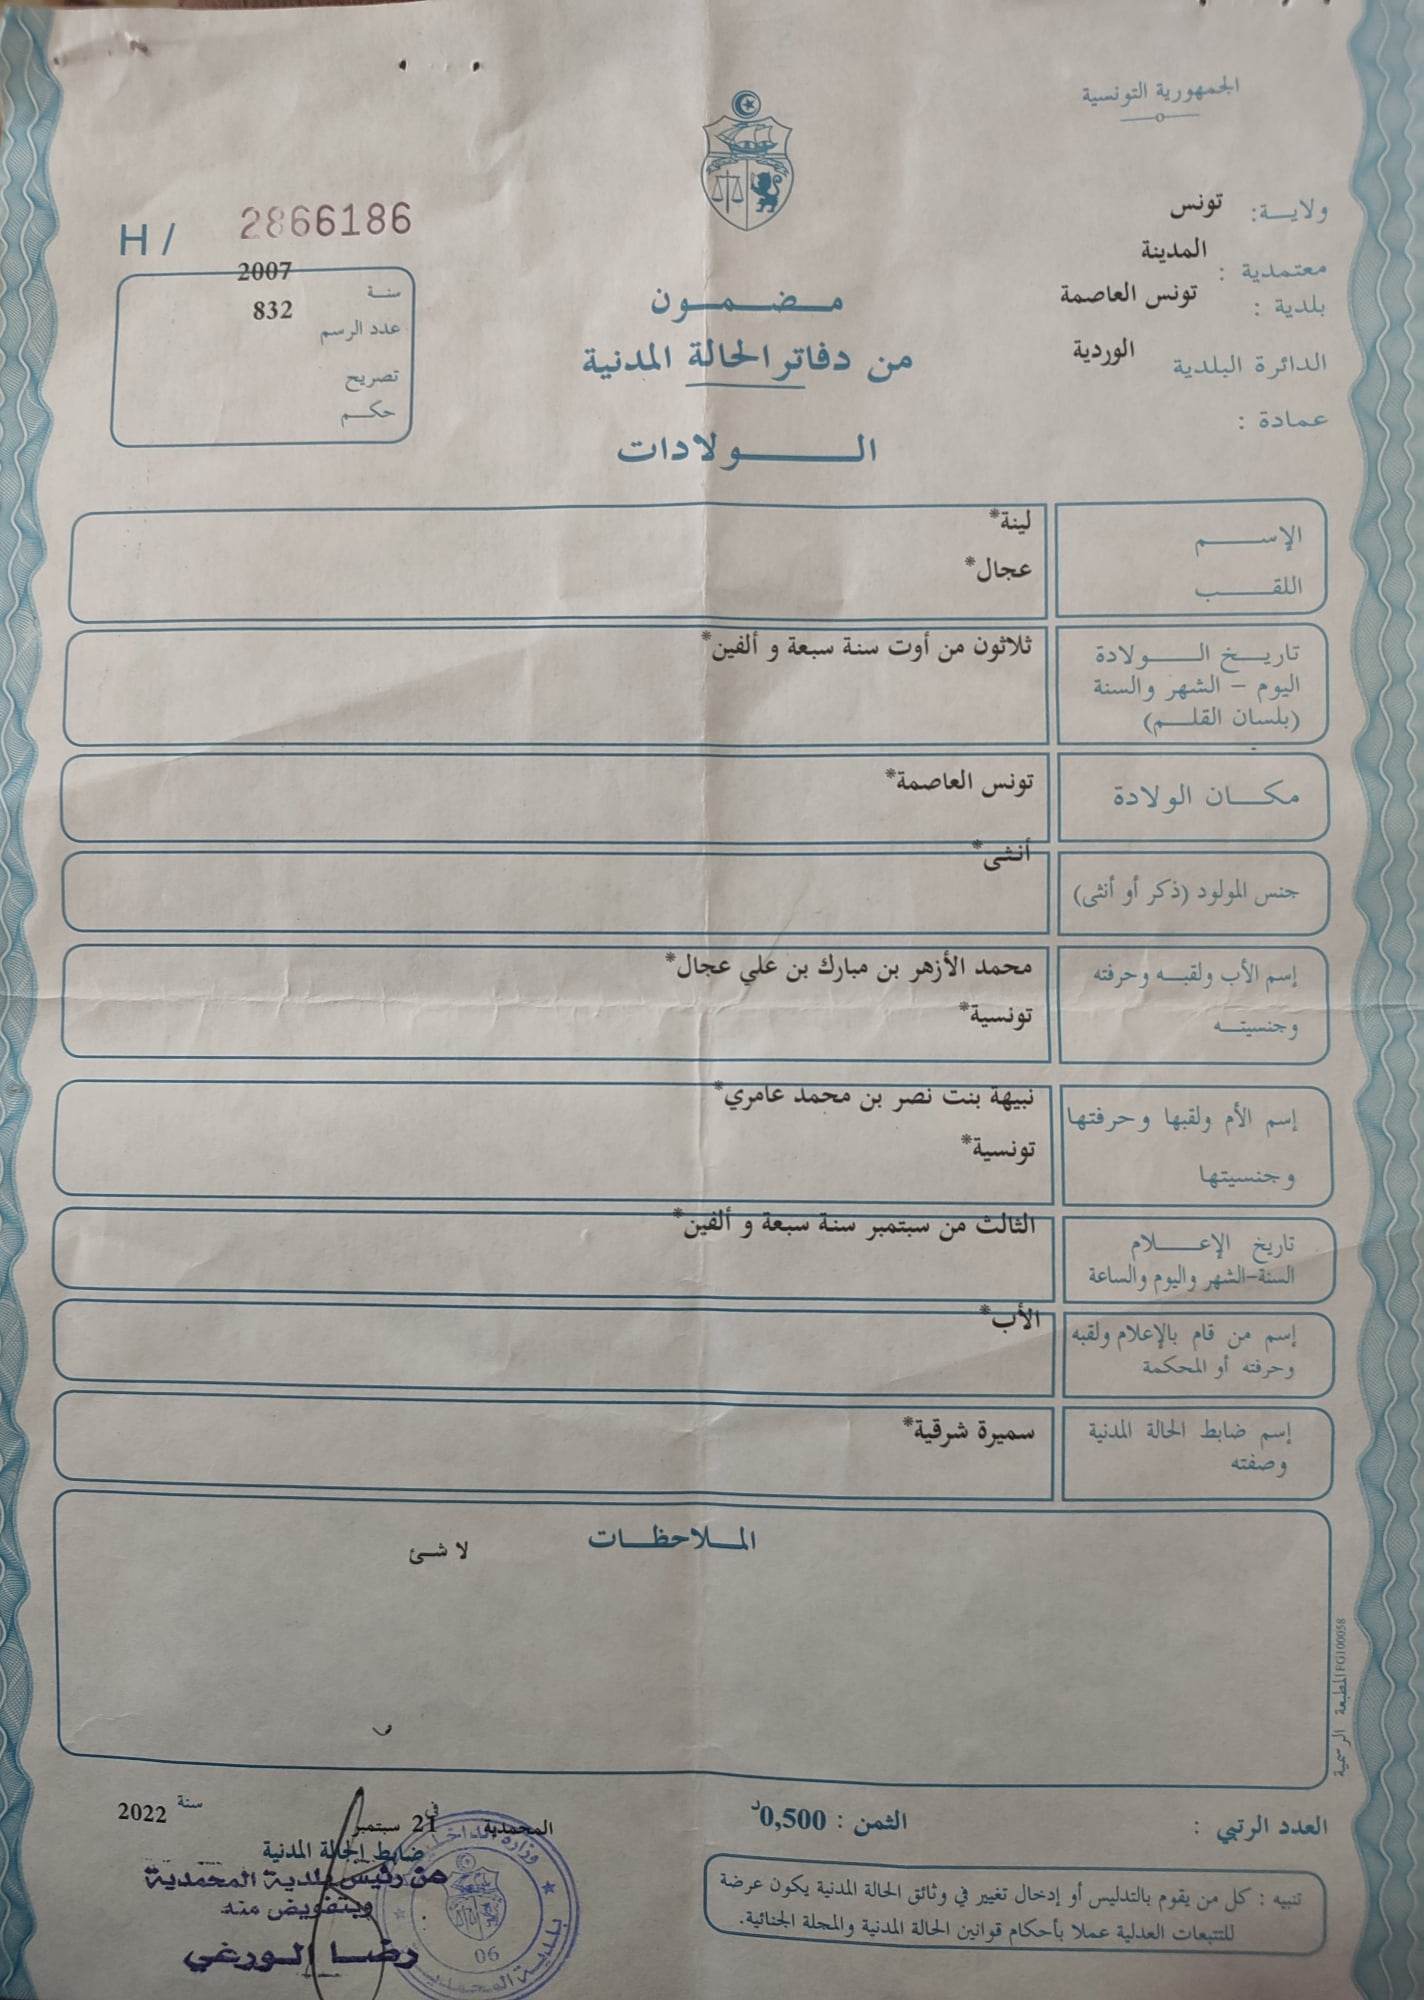 الجمهورية التونسية
ولايـــة: تونس
معتمدية : المدينة
بلدية : تونس العاصمة
الدائرة البلدية الوردية
عمادة :
H / 2866186
سنة 2007
عدد الرسم 832
تصريح
حكم
مضمون
من دفاتر الحالة المدنية
الولادات
الإسم لينة*
اللقب عجال*
تاريخ الولادة ثلاثون من أوت سنة سبعة و ألفين*
اليوم – الشهر والسنة
(بلسان القلم)
مكان الولادة تونس العاصمة*
جنس المولود (ذكر أو أنثى) أنثى*
إسم الأب ولقبه وحرفته محمد الأزهر بن مبارك بن علي عجال*
وجنسيته تونسية*
إسم الأم ولقبها وحرفتها نبيهة بنت نصر بن محمد عامري*
وجنسيتها تونسية*
تاريخ الإعلام الثالث من سبتمبر سنة سبعة و ألفين*
السنة-الشهر واليوم والساعة
إسم من قام بالإعلام ولقبه الأب*
وحرفته أو المحكمة
إسم ضابط الحالة المدنية سميرة شرقية*
وصفته
الملاحظات
لا شئ
المطبعة الرسمية FG100058
العدد الرتبي :
الثمن : 0,500د
المحمدية في 21 سبتمبر سنة 2022
ضابط الحالة المدنية
عن رئيس بلدية المحمدية
وبتفويض منه
رضا الورغي
وزارة الداخلية
بلدية المحمدية
06
تنبيه : كل من يقوم بالتدليس أو إدخال تغيير في وثائق الحالة المدنية يكون عرضة
للتتبعات العدلية عملا بأحكام قوانين الحالة المدنية والمجلة الجنائية.